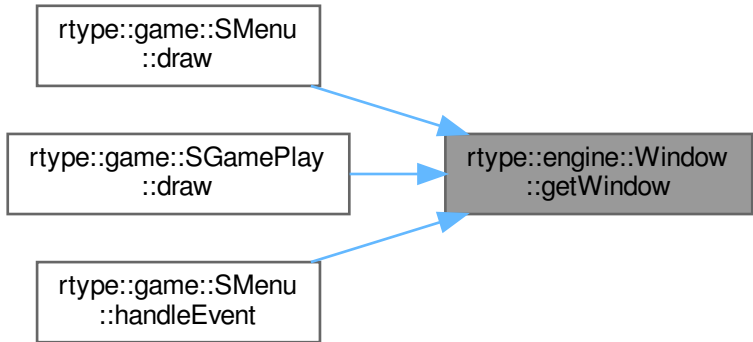 rtype::game::SMenu
::draw
rtype::game::SGamePlay
::draw
rtype::engine::Window
::getWindow
rtype::game::SMenu
::handleEvent